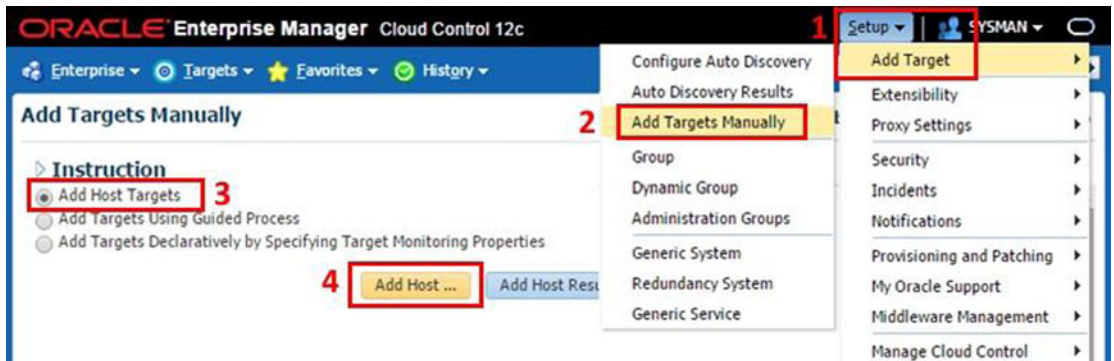 ORACLE Enterprise Manager Cloud Control 12c
1
Setup
SYSMAN
Enterprise
Targets
Favorites
History
Add Targets Manually
Instruction
Add Host Targets
3
Add Targets Using Guided Process
Add Targets Declaratively by Specifying Target Monitoring Properties
4
Add Host ...
Add Host Resu
Configure Auto Discovery
Auto Discovery Results
2
Add Targets Manually
Group
Dynamic Group
Administration Groups
Generic System
Redundancy System
Generic Service
Add Target
Extensibility
Proxy Settings
Security
Incidents
Notifications
Provisioning and Patching
My Oracle Support
Middleware Management
Manage Cloud Control